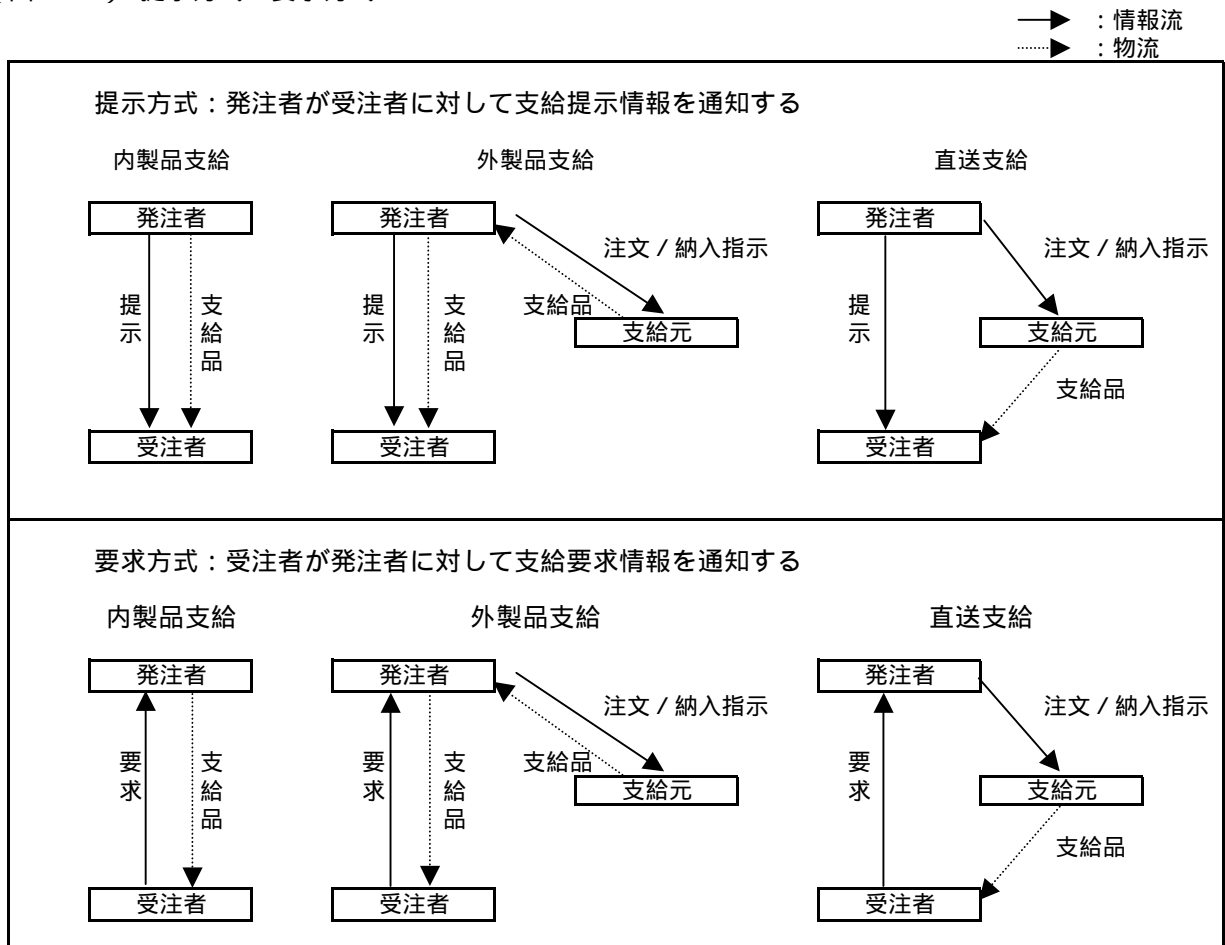 ：情報流
：物流
提示方式：発注者が受注者に対して支給提示情報を通知する
内製品支給
外製品支給
直送支給
発注者
発注者
発注者
注文 / 納入指示
注文 / 納入指示
提示
支給品
提示
支給品
支給品
支給元
提示
支給元
支給品
受注者
受注者
受注者
要求方式：受注者が発注者に対して支給要求情報を通知する
内製品支給
外製品支給
直送支給
発注者
発注者
発注者
注文 / 納入指示
注文 / 納入指示
要求
支給品
要求
支給品
支給品
支給元
要求
支給元
支給品
受注者
受注者
受注者